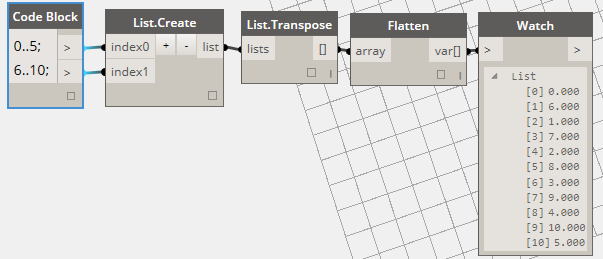 Code Block
0..5; >
6..10; >
List.Create
index0 + - list
index1
List.Transpose
lists []
Flatten
array var[]
Watch
> >
List
[0] 0.000
[1] 6.000
[2] 1.000
[3] 7.000
[4] 2.000
[5] 8.000
[6] 3.000
[7] 9.000
[8] 4.000
[9] 10.000
[10] 5.000